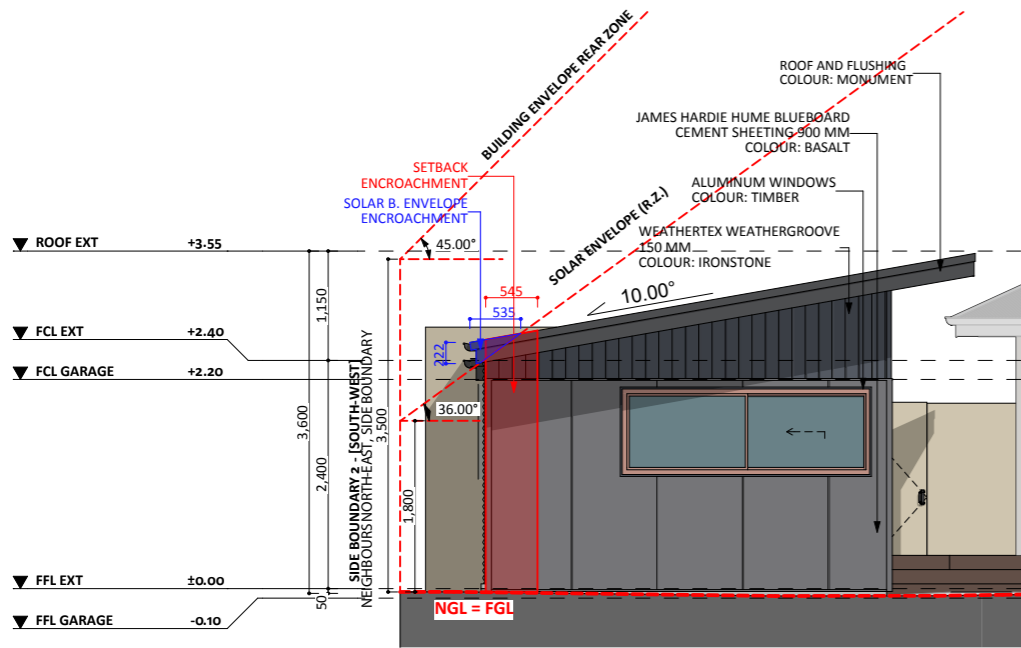 BUILDING ENVELOPE REAR ZONE
ROOF AND FLUSHING
COLOUR: MONUMENT
JAMES HARDIE HUME BLUEBOARD
CEMENT SHEETING 900 MM
COLOUR: BASALT
SETBACK
ENCROACHMENT
ALUMINUM WINDOWS
COLOUR: TIMBER
SOLAR B. ENVELOPE
ENCROACHMENT
SOLAR ENVELOPE (R.Z.)
WEATHERTEX WEATHERGROOVE
150 MM
COLOUR: IRONSTONE
ROOF EXT +3.55
45.00°
545
10.00°
535
1,150
FCL EXT +2.40
222
FCL GARAGE +2.20
36.00°
3,600
2,400
SIDE BOUNDARY 2 - [SOUTH-WEST]
NEIGHBOURS NORTH-EAST, SIDE BOUNDARY
3,500
1,800
FFL EXT ±0.00
50
NGL = FGL
FFL GARAGE -0.10